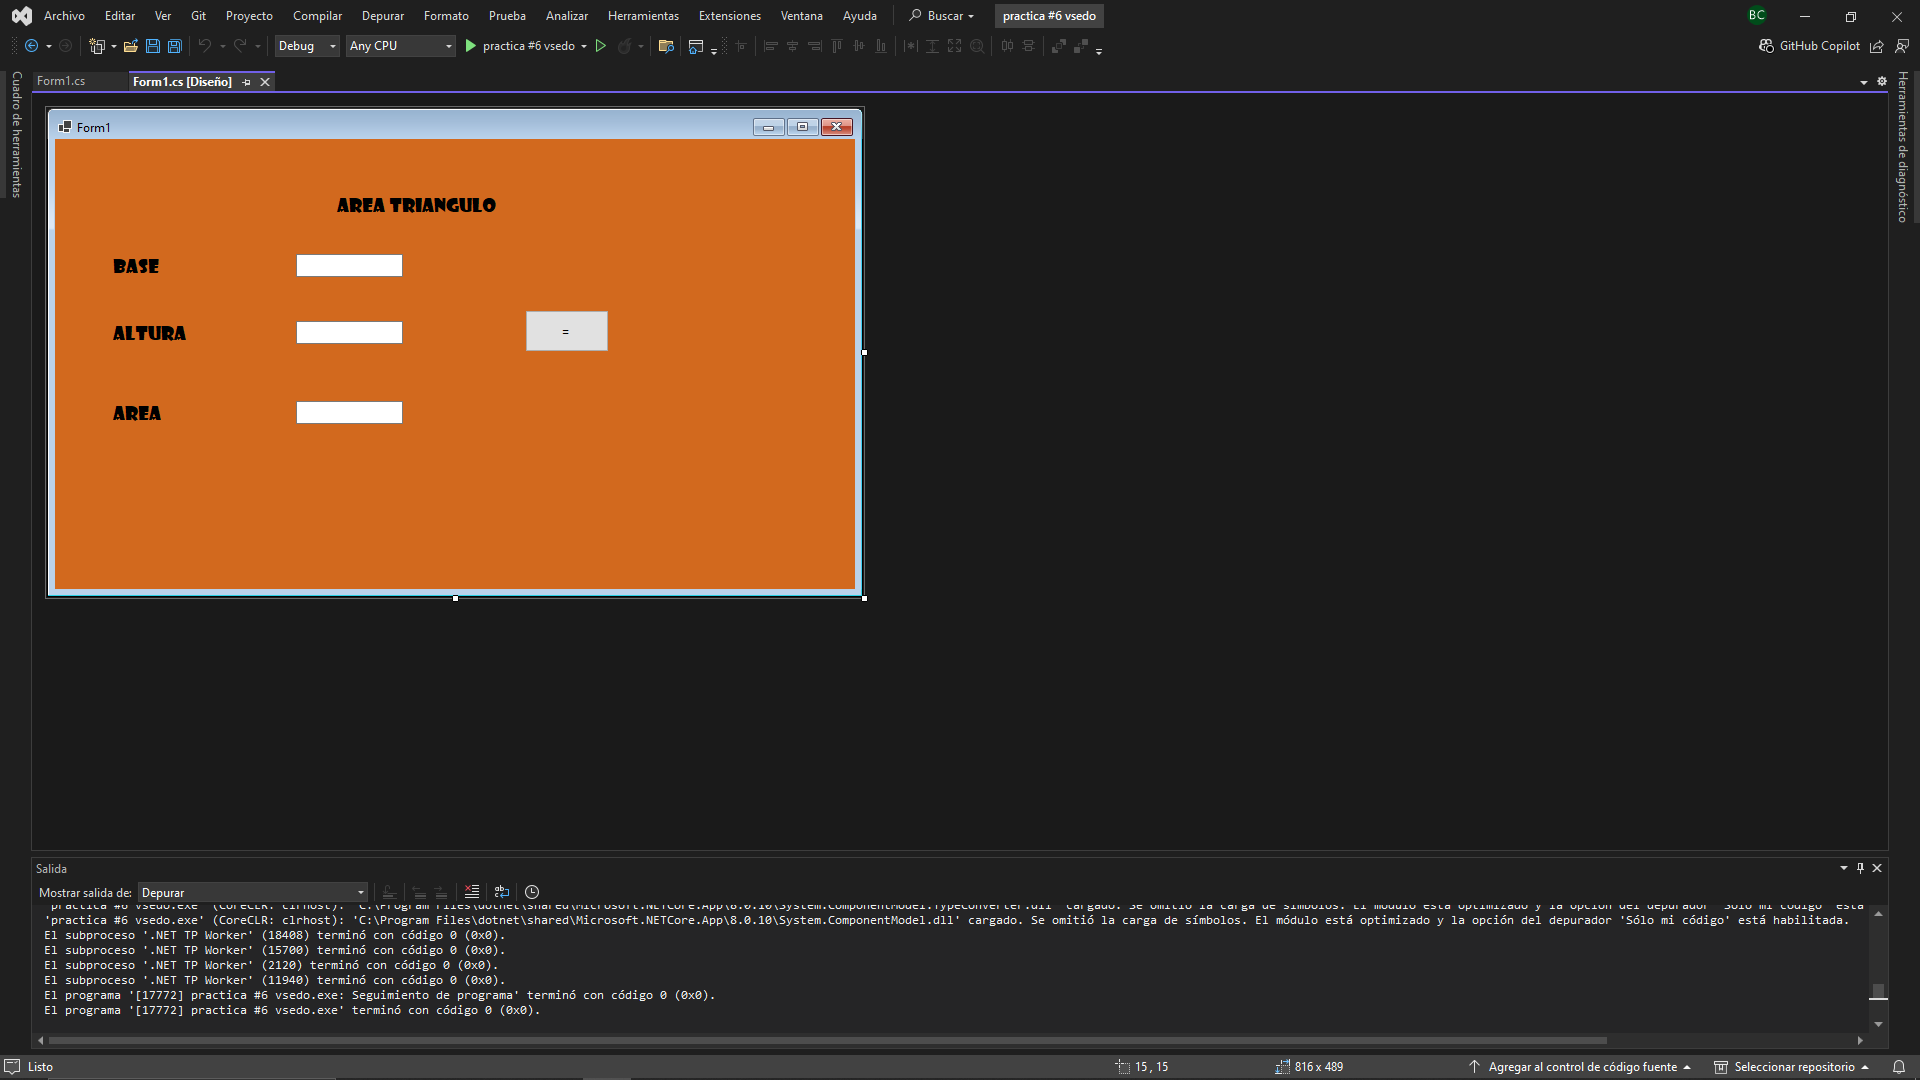 Archivo Editar Ver Git Proyecto Compilar Depurar Formato Prueba Analizar Herramientas Extensiones Ventana Ayuda Buscar practica #6 vsedo BC
Debug Any CPU practica #6 vsedo GitHub Copilot
Cuadro de herramientas
Form1.cs Form1.cs [Diseño]
Herramientas de diagnóstico
Form1
AREA TRIANGULO
BASE
ALTURA
=
AREA
Salida
Mostrar salida de: Depurar
'practica #6 vsedo.exe' (CoreCLR: clrhost): 'C:\Program Files\dotnet\shared\Microsoft.NETCore.App\8.0.10\System.ComponentModel.TypeConverter.dll' cargado. Se omitió la carga de símbolos. El módulo está optimizado y la opción del depurador 'Sólo mi código' está
'practica #6 vsedo.exe' (CoreCLR: clrhost): 'C:\Program Files\dotnet\shared\Microsoft.NETCore.App\8.0.10\System.ComponentModel.dll' cargado. Se omitió la carga de símbolos. El módulo está optimizado y la opción del depurador 'Sólo mi código' está habilitada.
El subproceso '.NET TP Worker' (18408) terminó con código 0 (0x0).
El subproceso '.NET TP Worker' (15700) terminó con código 0 (0x0).
El subproceso '.NET TP Worker' (2120) terminó con código 0 (0x0).
El subproceso '.NET TP Worker' (11940) terminó con código 0 (0x0).
El programa '[17772] practica #6 vsedo.exe: Seguimiento de programa' terminó con código 0 (0x0).
El programa '[17772] practica #6 vsedo.exe' terminó con código 0 (0x0).
Listo 15 , 15 816 x 489 Agregar al control de código fuente Seleccionar repositorio